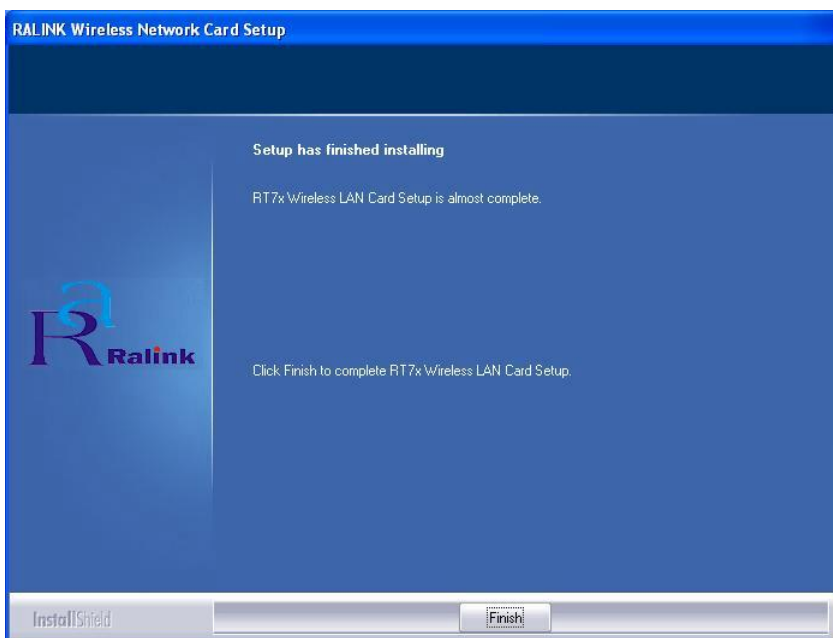 RALINK Wireless Network Card Setup
Setup has finished installing
RT7x Wireless LAN Card Setup is almost complete.
Ra
Ralink
Click Finish to complete RT7x Wireless LAN Card Setup.
InstallShield
Finish